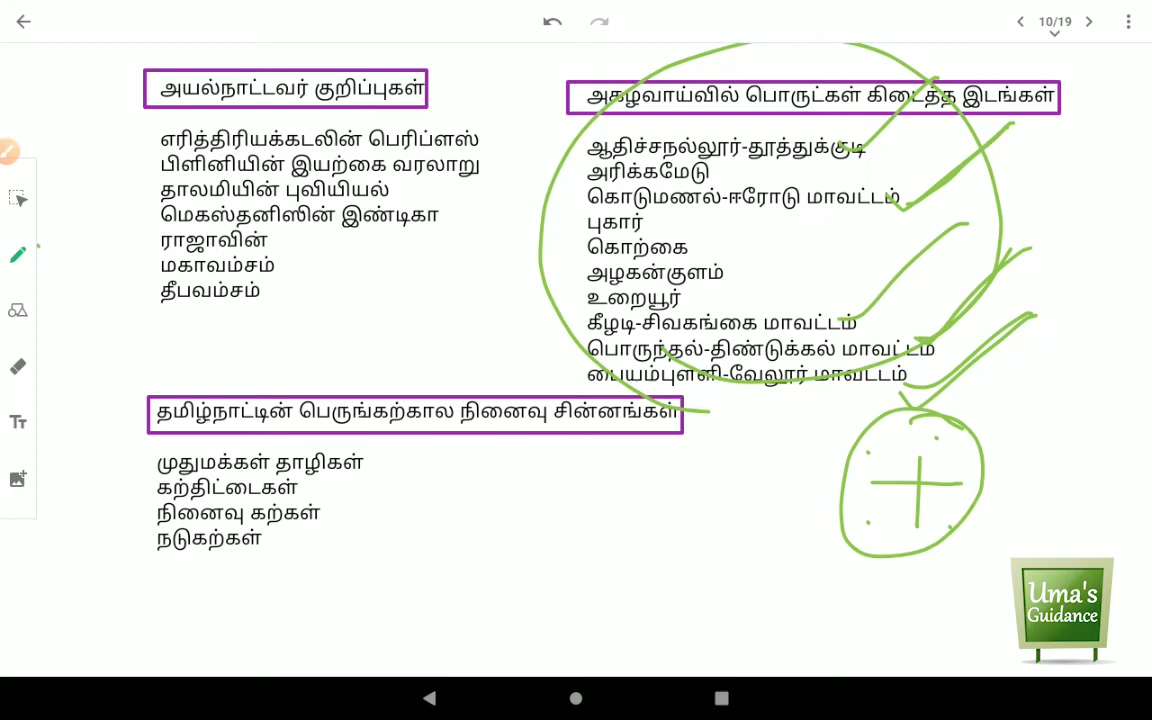 10/19
அயல்நாட்டவர் குறிப்புகள்
எரித்திரியக்கடலின் பெரிப்ளஸ்
பிளினியின் இயற்கை வரலாறு
தாலமியின் புவியியல்
மெகஸ்தனிஸின் இண்டிகா
ராஜாவின்
மகாவம்சம்
தீபவம்சம்
அகழ்வாய்வில் பொருட்கள் கிடைத்த இடங்கள்
ஆதிச்சநல்லூர்-தூத்துக்குடி
அரிக்கமேடு
கொடுமணல்-ஈரோடு மாவட்டம்
புகார்
கொற்கை
அழகன்குளம்
உறையூர்
கீழடி-சிவகங்கை மாவட்டம்
பொருந்தல்-திண்டுக்கல் மாவட்டம்
பையம்புள்ளி-வேலூர் மாவட்டம்
தமிழ்நாட்டின் பெருங்கற்கால நினைவு சின்னங்கள்
முதுமக்கள் தாழிகள்
கற்திட்டைகள்
நினைவு கற்கள்
நடுகற்கள்
Tт
Uma's
Guidance